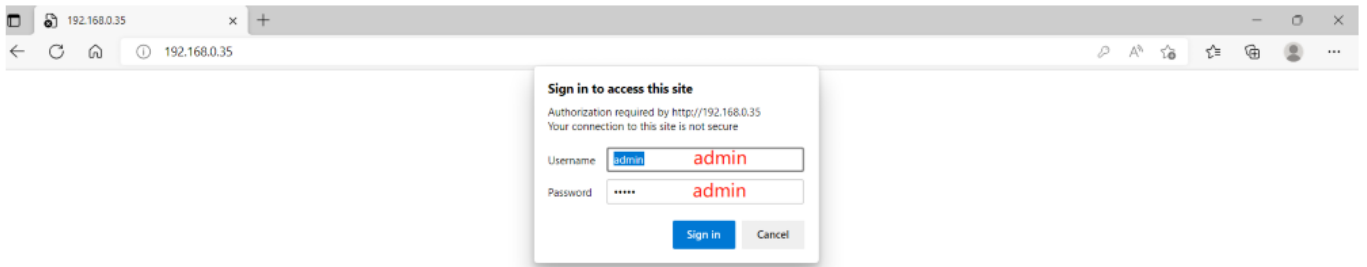 192.168.0.35
192.168.0.35
Sign in to access this site
Authorization required by http://192.168.0.35
Your connection to this site is not secure
Username admin admin
Password ••••• admin
Sign in Cancel